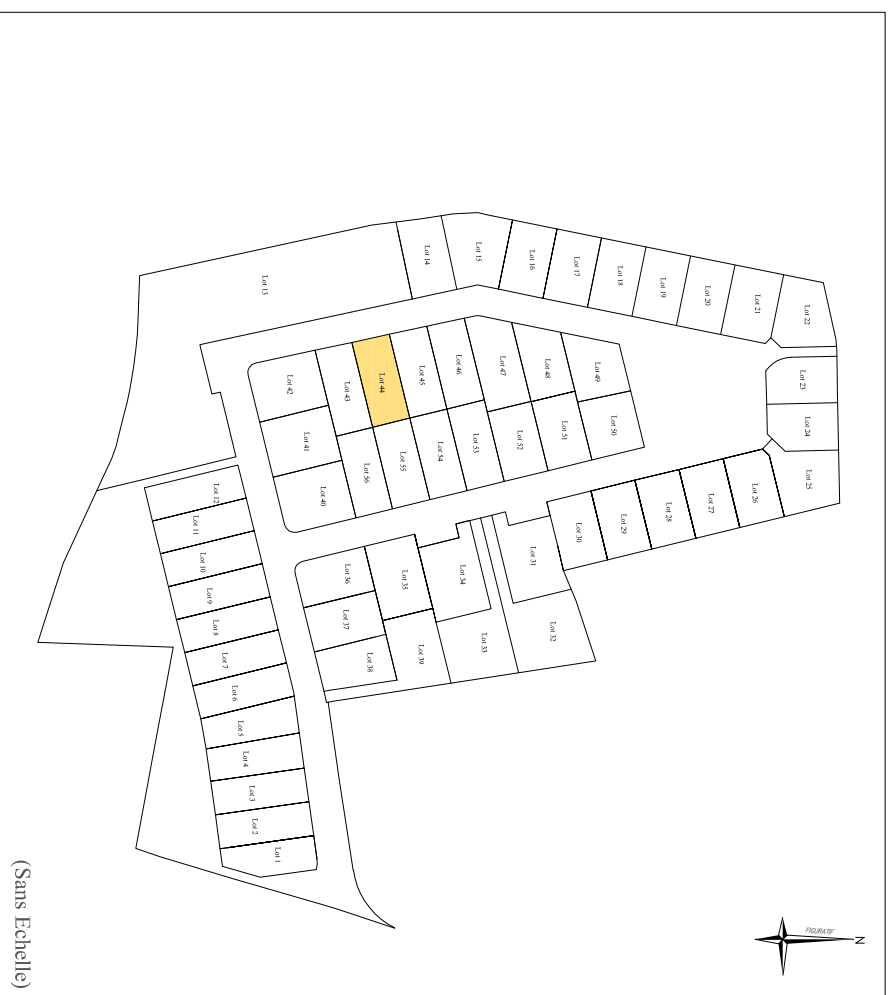 Lot 1
Lot 2
Lot 3
Lot 4
Lot 5
Lot 6
Lot 7
Lot 8
Lot 9
Lot 10
Lot 11
Lot 12
Lot 13
Lot 14
Lot 15
Lot 16
Lot 17
Lot 18
Lot 19
Lot 20
Lot 21
Lot 22
Lot 23
Lot 24
Lot 25
Lot 26
Lot 27
Lot 28
Lot 29
Lot 30
Lot 31
Lot 32
Lot 33
Lot 34
Lot 35
Lot 36
Lot 37
Lot 38
Lot 39
Lot 40
Lot 41
Lot 42
Lot 43
Lot 44
Lot 45
Lot 46
Lot 47
Lot 48
Lot 49
Lot 50
Lot 51
Lot 52
Lot 53
Lot 54
Lot 55
Lot 56
FIGURATIF
N
(Sans Echelle)